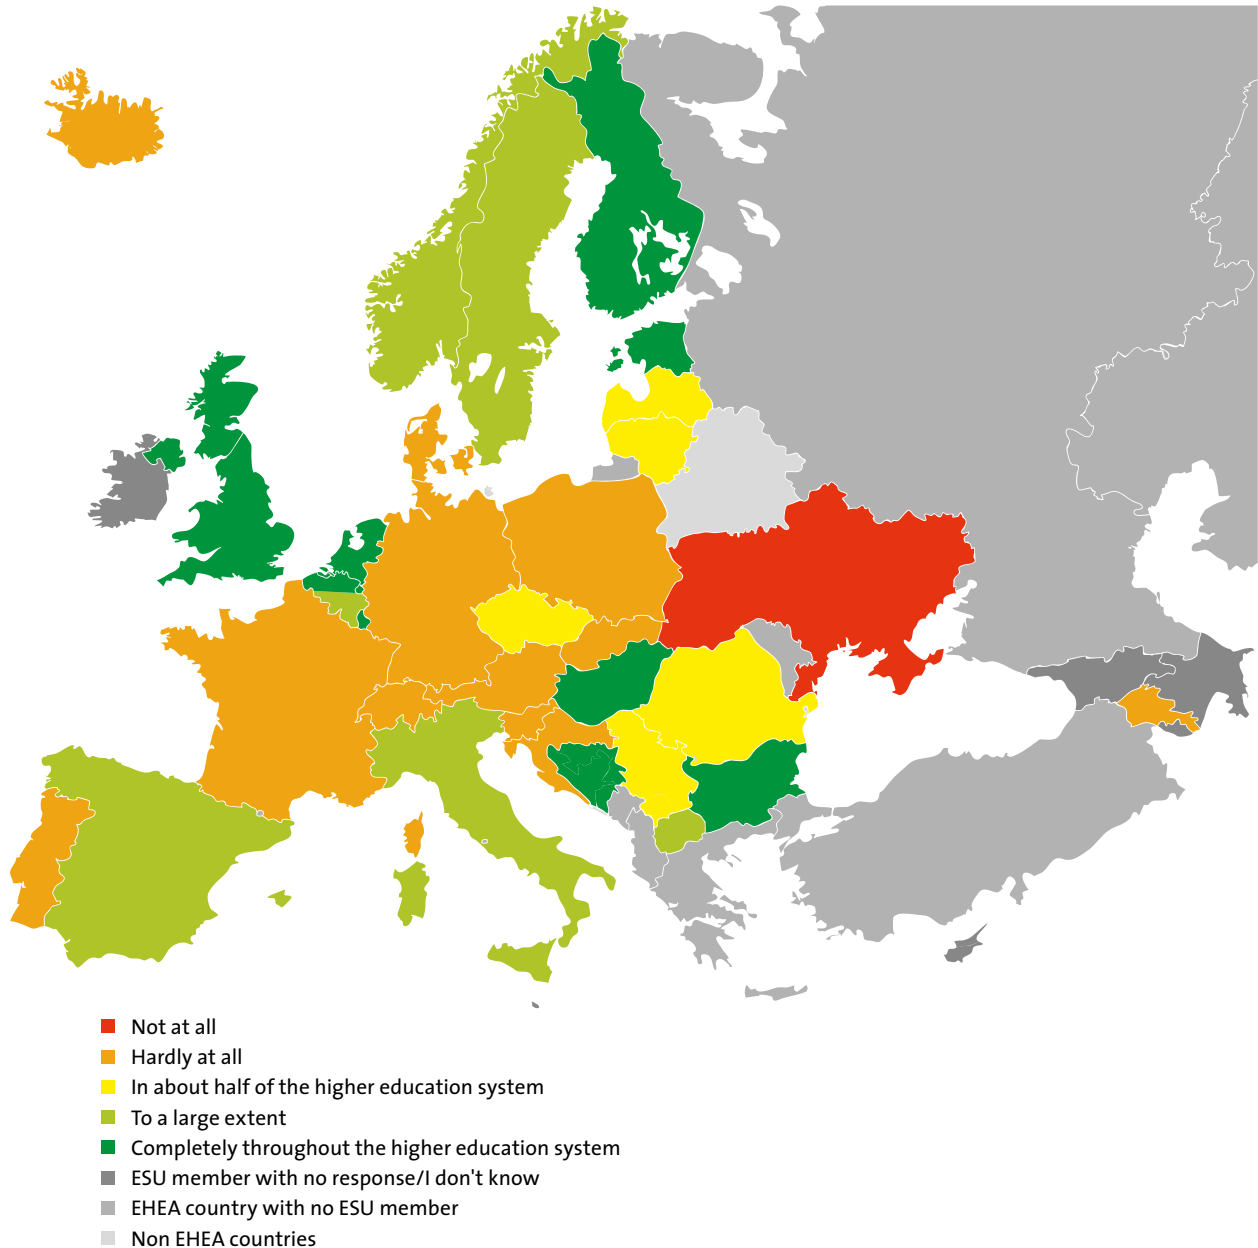 Not at all
Hardly at all
In about half of the higher education system
To a large extent
Completely throughout the higher education system
ESU member with no response/I don't know
EHEA country with no ESU member
Non EHEA countries